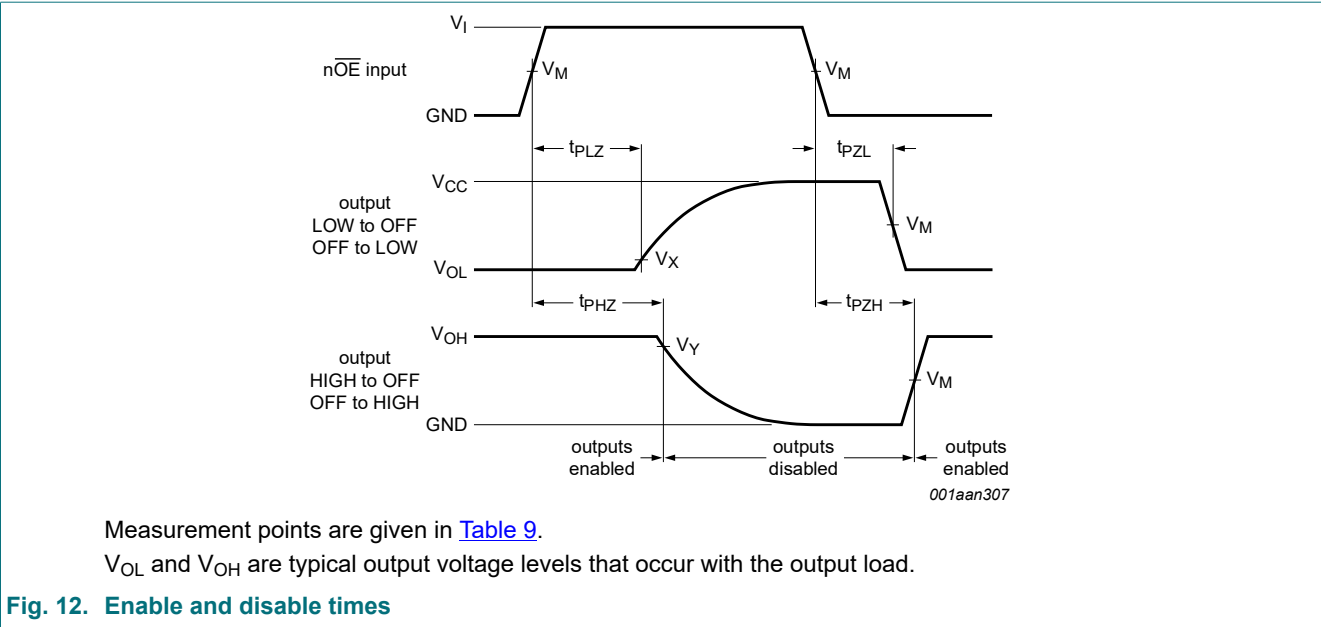 V_I
nOE̅ input
V_M
V_M
GND
t_PLZ
t_PZL
V_CC
output
LOW to OFF
OFF to LOW
V_M
V_X
V_OL
t_PHZ
t_PZH
V_OH
V_Y
output
HIGH to OFF
OFF to HIGH
V_M
GND
outputs
enabled
outputs
disabled
outputs
enabled
001aan307
Measurement points are given in Table 9.
V_OL and V_OH are typical output voltage levels that occur with the output load.
Fig. 12. Enable and disable times